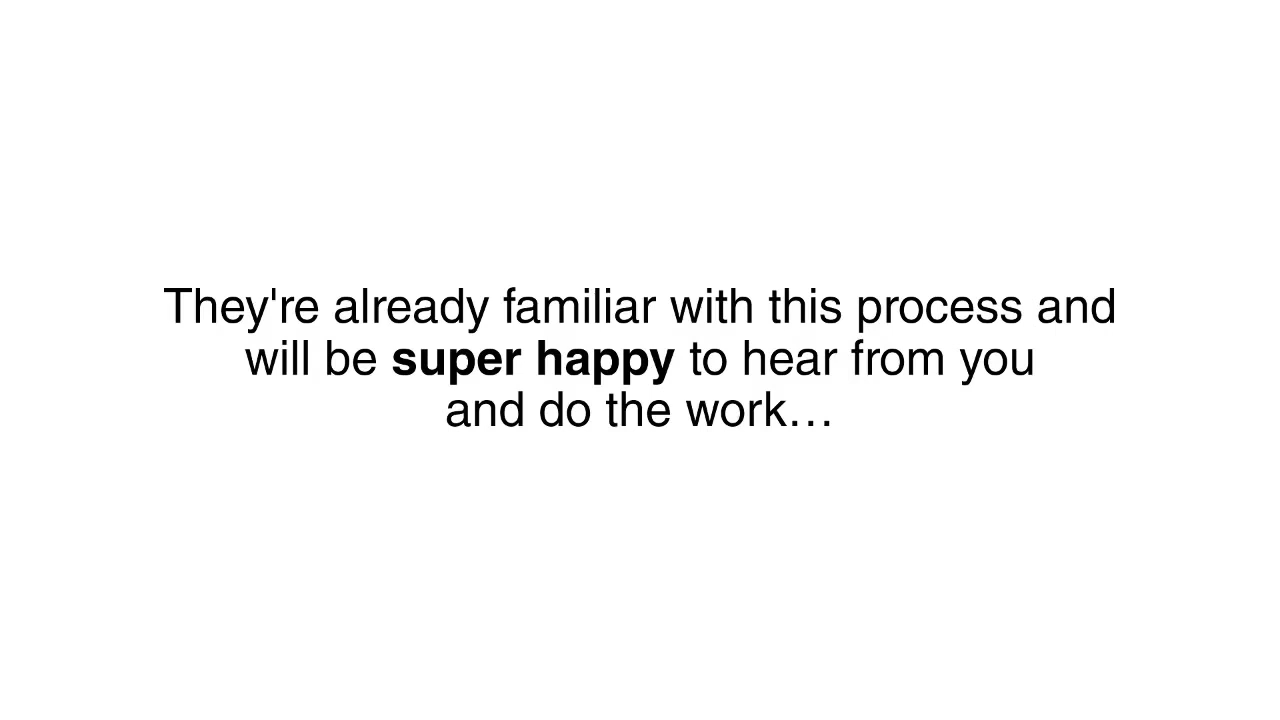 They're already familiar with this process and
will be super happy to hear from you
and do the work…